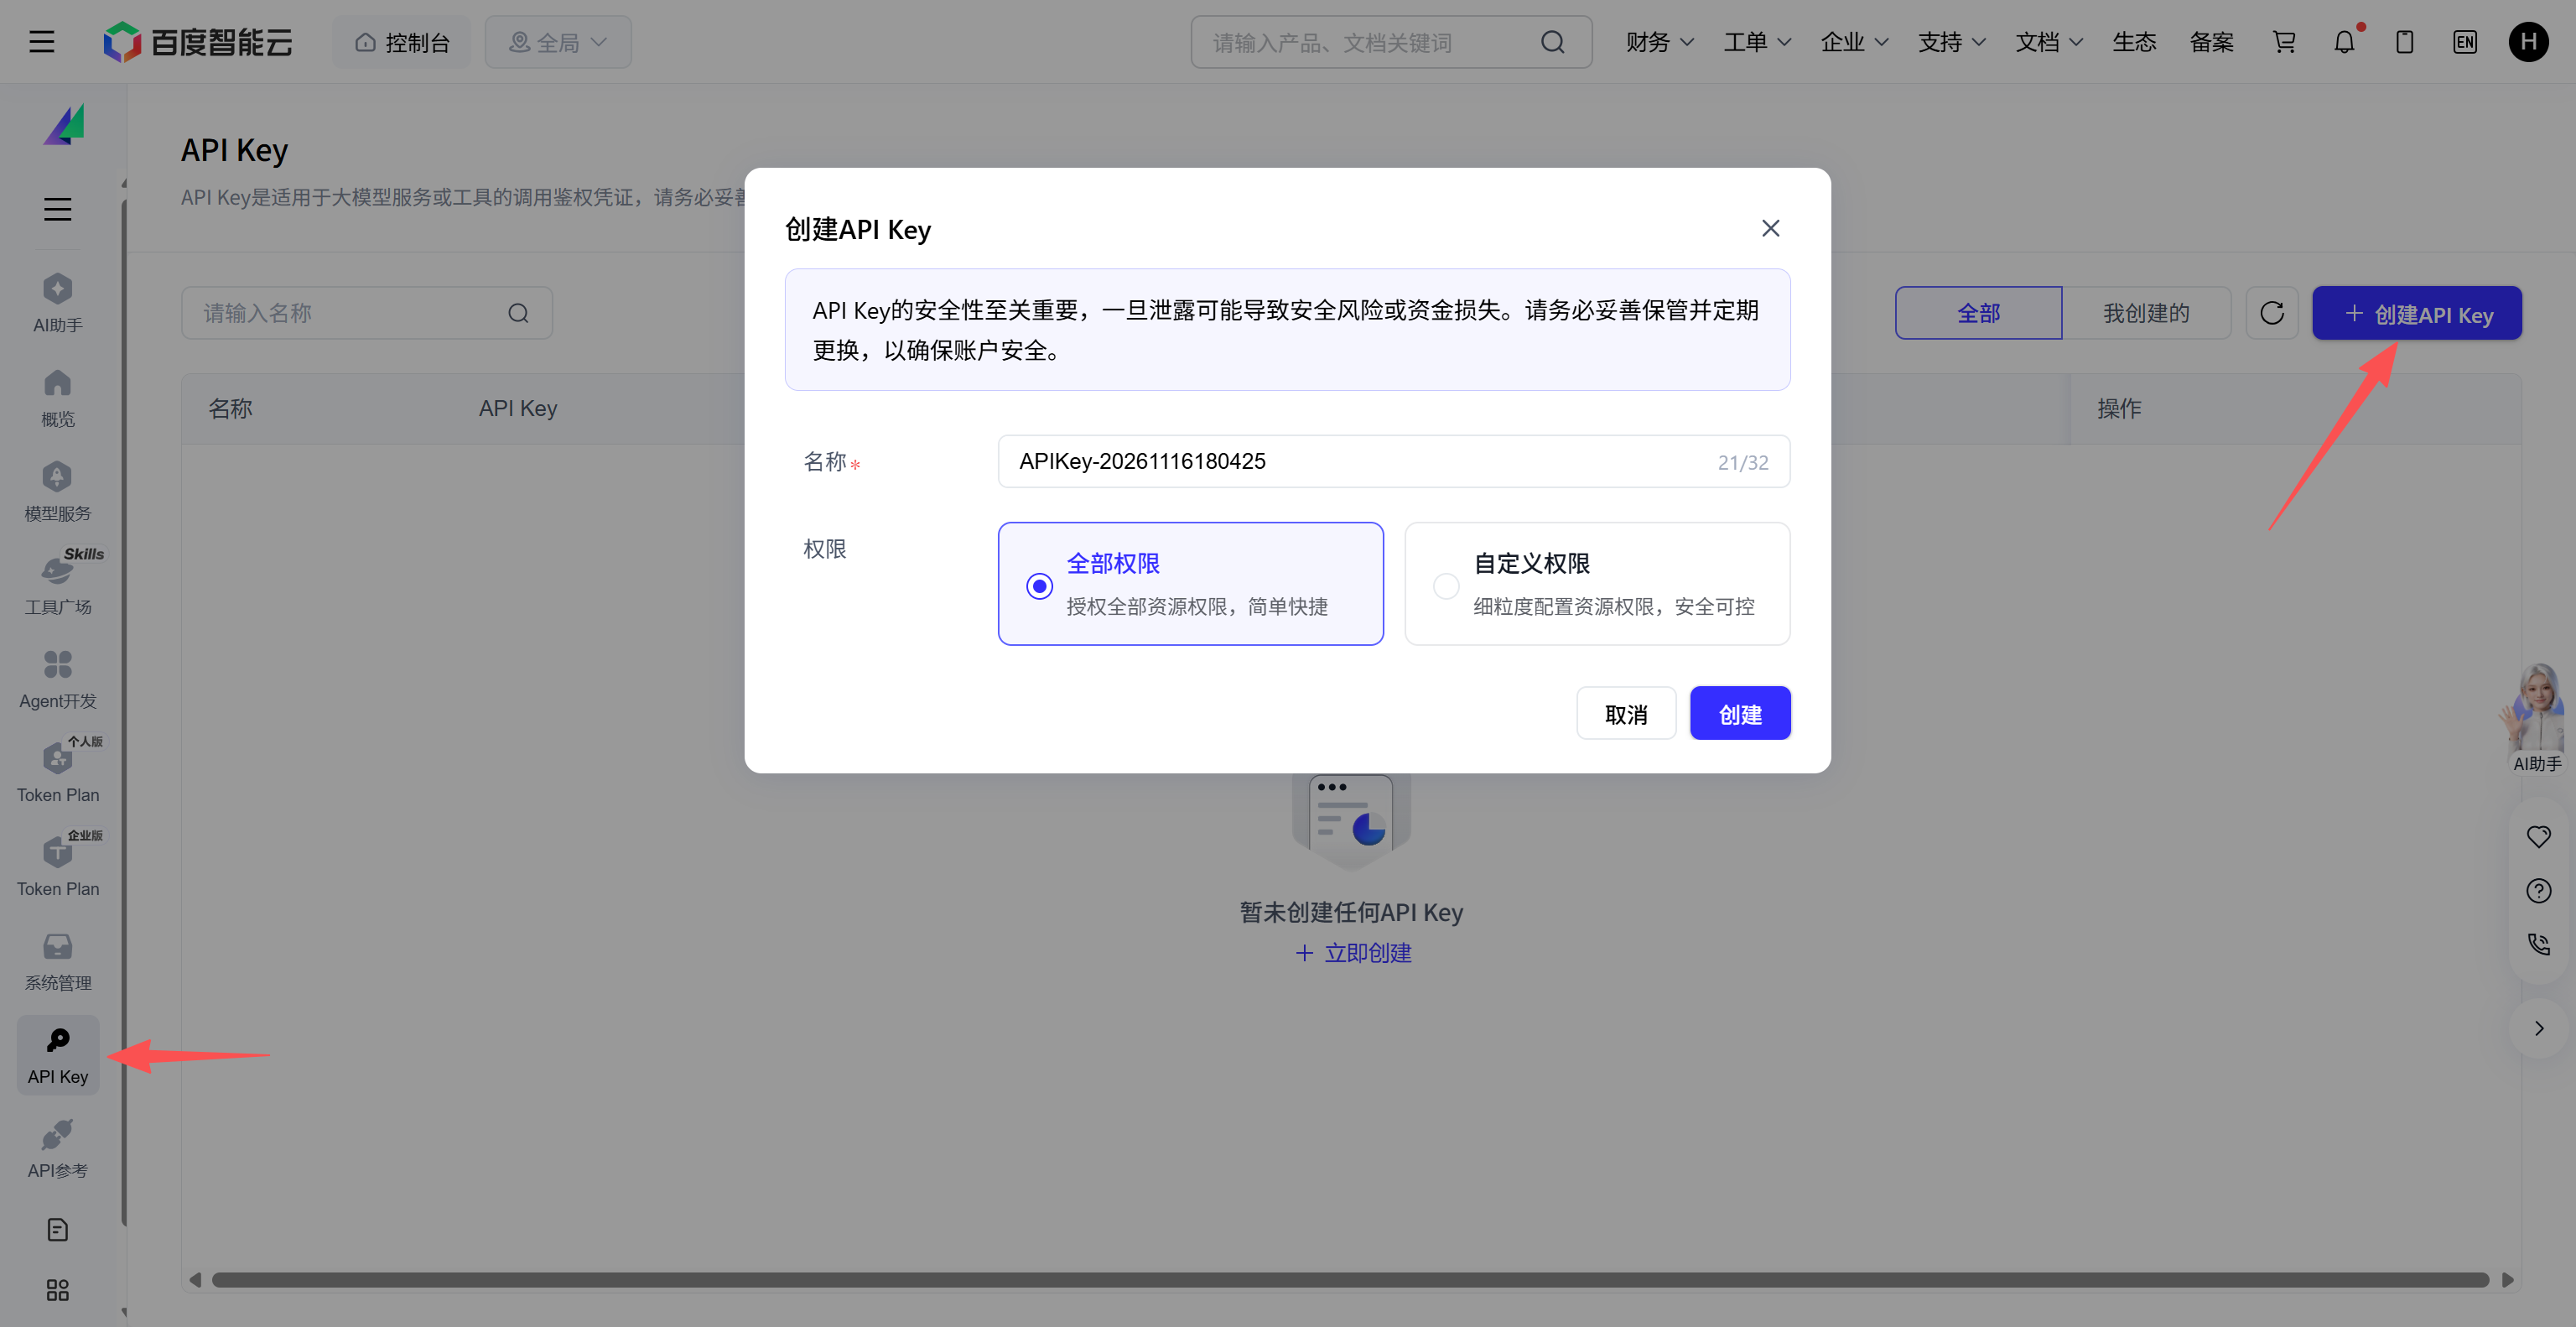 百度智能云
控制台
全局
请输入产品、文档关键词
财务
工单
企业
支持
文档
生态
备案
EN
H
API Key
API Key是适用于大模型服务或工具的调用鉴权凭证，请务必妥善
AI助手
概览
模型服务
Skills
工具广场
Agent开发
个人版
Token Plan
企业版
Token Plan
系统管理
API Key
API参考
请输入名称
全部
我创建的
创建API Key
名称
API Key
操作
创建API Key
API Key的安全性至关重要，一旦泄露可能导致安全风险或资金损失。请务必妥善保管并定期
更换，以确保账户安全。
名称*
APIKey-20261116180425
21/32
权限
全部权限
授权全部资源权限，简单快捷
自定义权限
细粒度配置资源权限，安全可控
取消
创建
暂未创建任何API Key
立即创建
AI助手